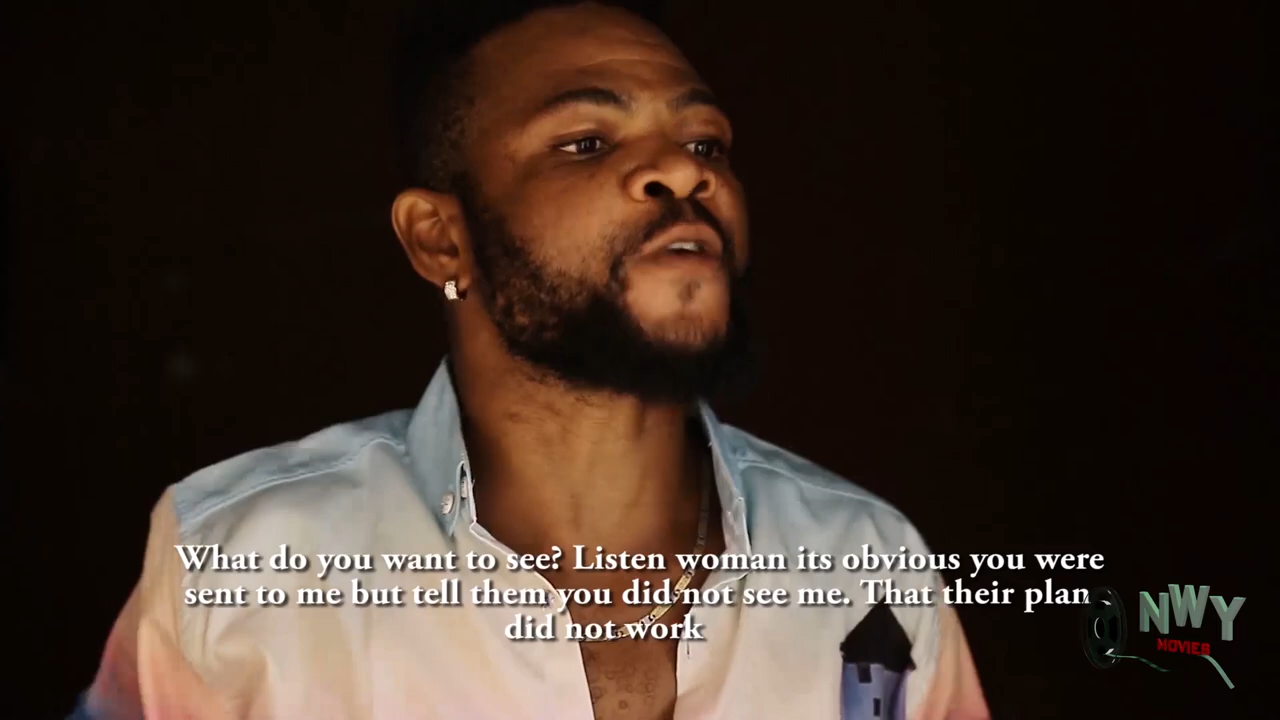 What do you want to see? Listen woman its obvious you were
sent to me but tell them you did not see me. That their plan
did not work
NWY
MOVIES